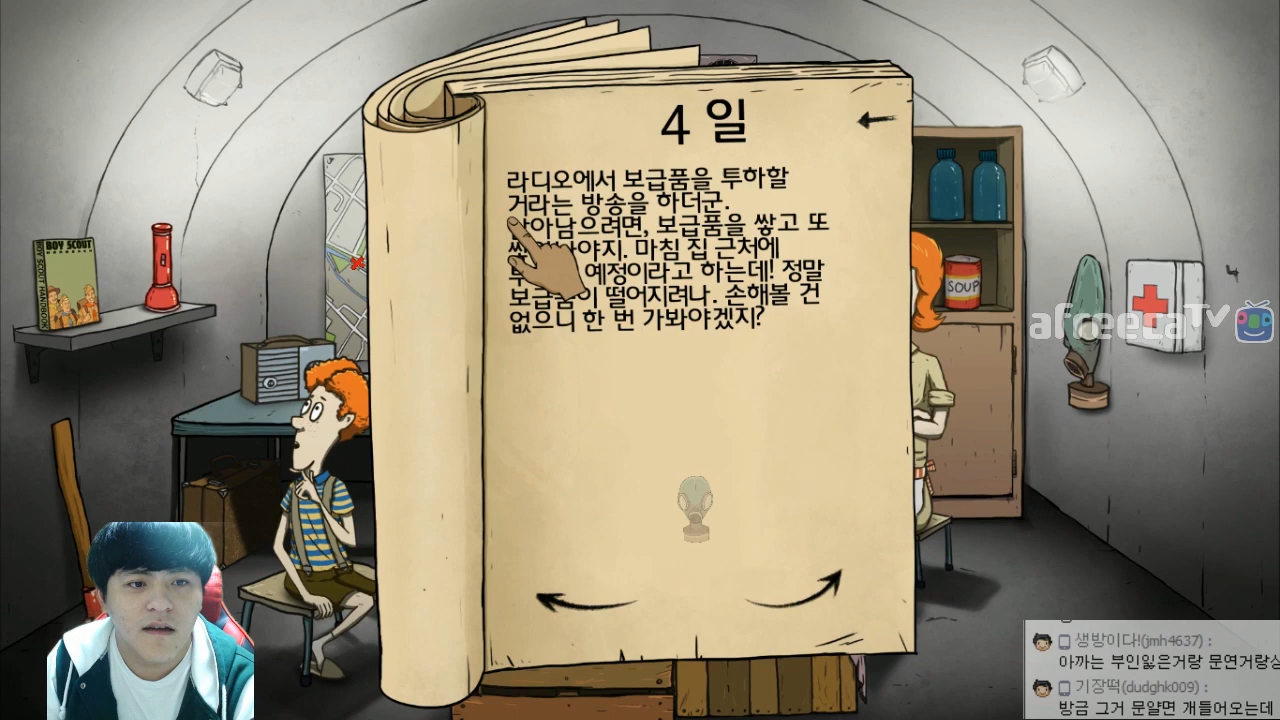 4 일
라디오에서 보급품을 투하할
거라는 방송을 하더군.
살아남으려면, 보급품을 쌓고 또
마침 집 근처에
예정이라고 하는데! 정말
보급품이 떨어지려나. 손해볼 건
없으니 한 번 가봐야겠지?
BOY SCOUT
BOY SCOUT HANDBOOK
SOUP
afreecaTV
생방이다!(jmh4637) :
아까는 부인잃은거랑 문연거랑
기장떡(dudghk009) :
방금 그거 문얄면 개들어오는데